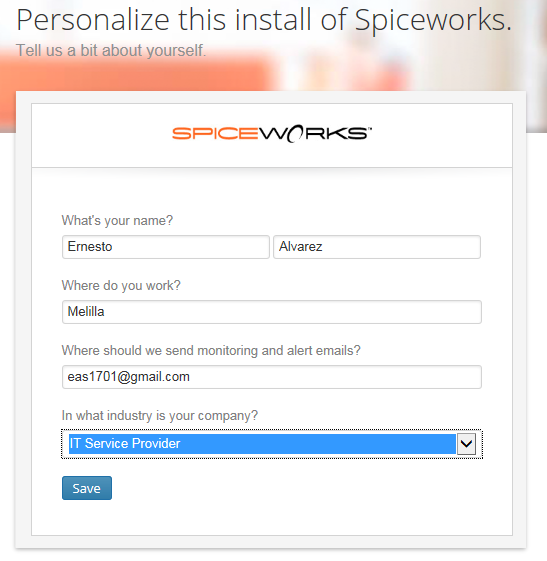 Personalize this install of Spiceworks.
Tell us a bit about yourself.
SPICEWORKS™
What's your name?
Ernesto Alvarez
Where do you work?
Melilla
Where should we send monitoring and alert emails?
eas1701@gmail.com
In what industry is your company?
IT Service Provider
Save